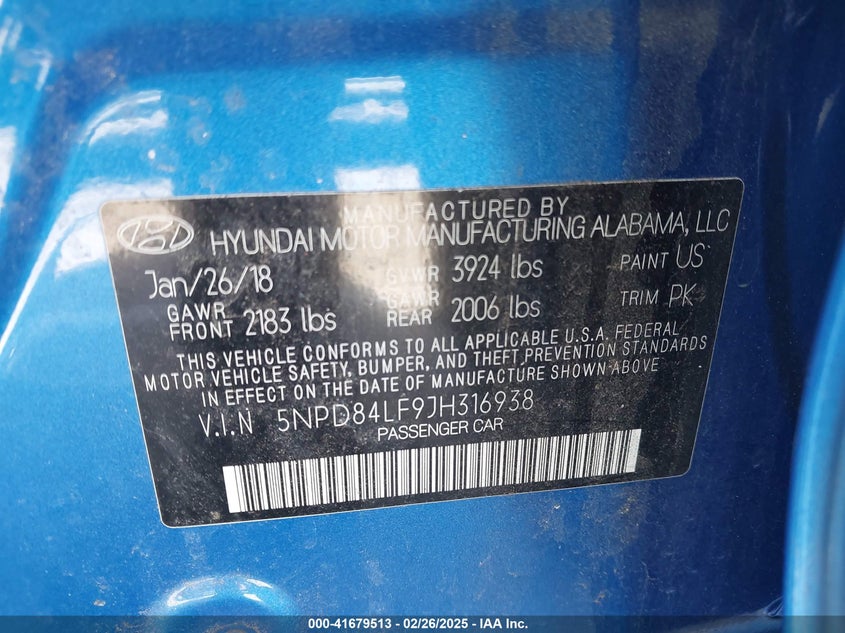 MANUFACTURED BY
HYUNDAI MOTOR MANUFACTURING ALABAMA, LLC
Jan/26/18 GVWR 3924 lbs PAINT US
GAWR FRONT 2183 lbs GAWR REAR 2006 lbs TRIM PK
THIS VEHICLE CONFORMS TO ALL APPLICABLE U.S.A. FEDERAL
MOTOR VEHICLE SAFETY, BUMPER, AND THEFT PREVENTION STANDARDS
IN EFFECT ON THE DATE OF MANUFACTURE SHOWN ABOVE
V.I.N 5NPD84LF9JH316938
PASSENGER CAR
000-41679513 - 02/26/2025 - IAA Inc.